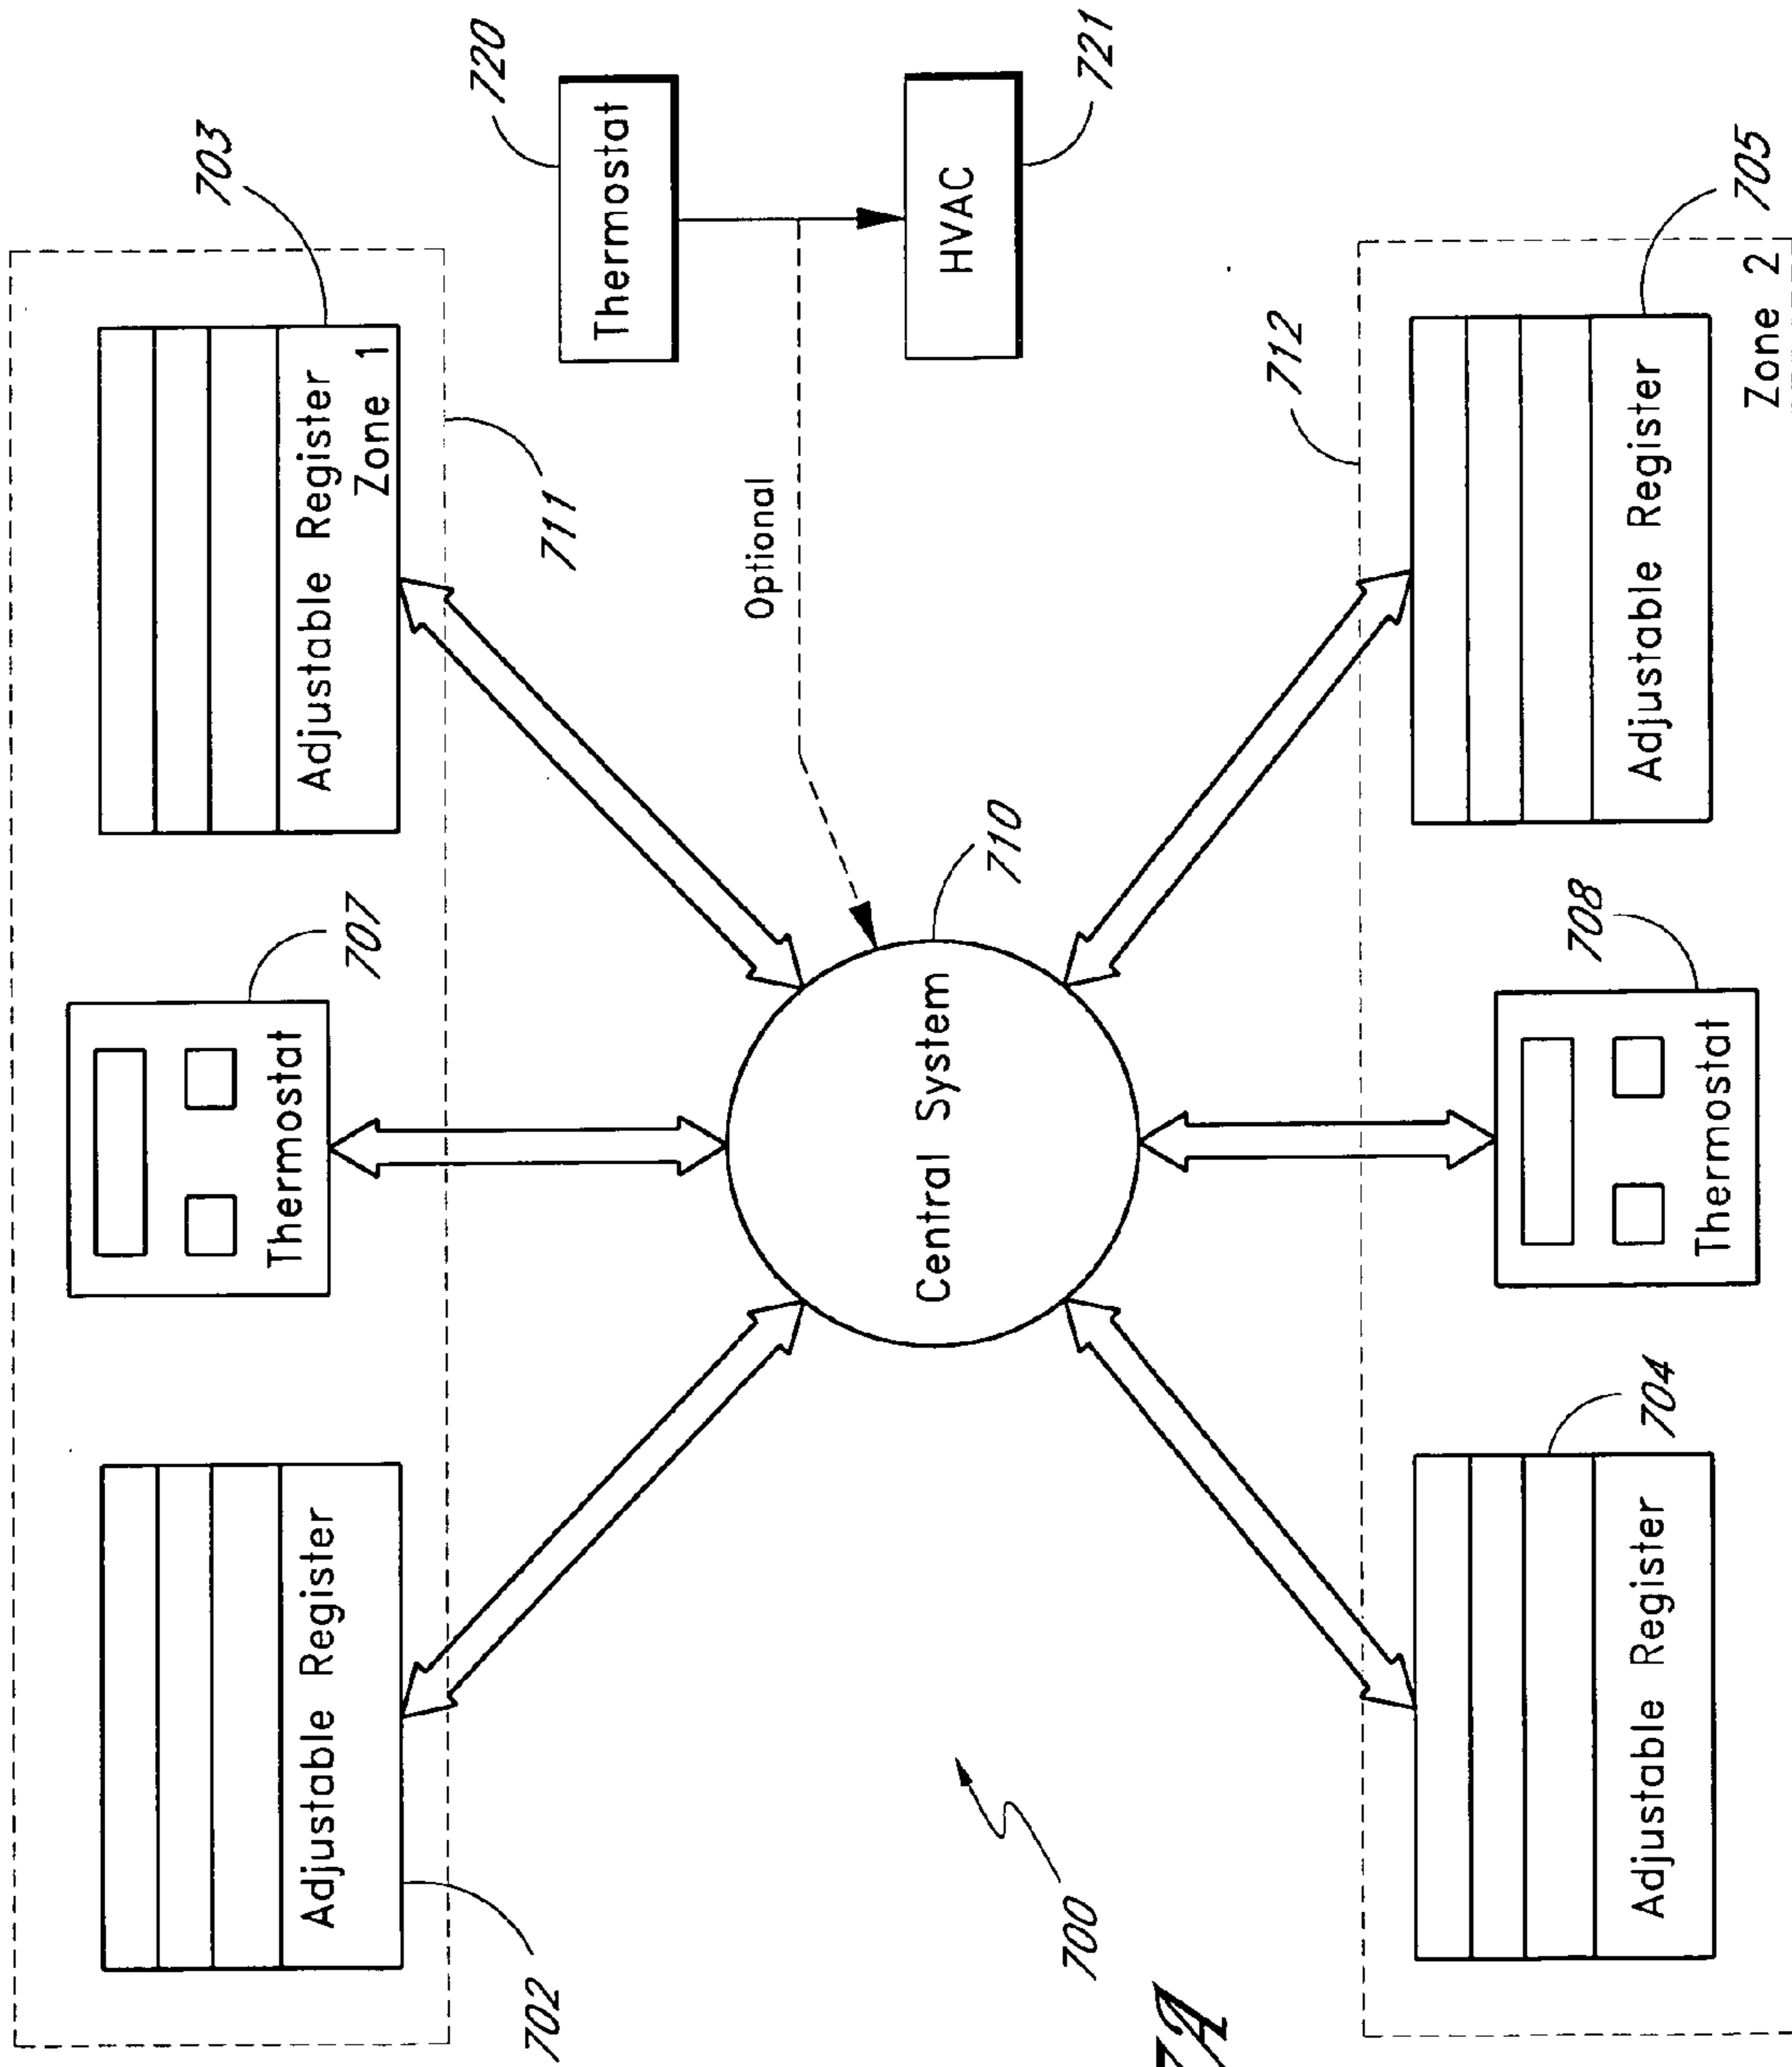 703
720
Thermostat
Adjustable Register
Zone 1
711
Optional
HVAC
721
707
Thermostat
702
Adjustable Register
Central System
710
700
712
Adjustable Register
705
Zone 2
708
Thermostat
704
Adjustable Register
7A